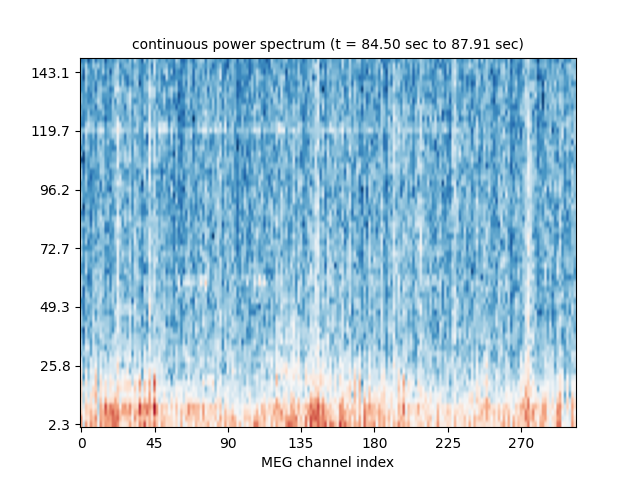 continuous power spectrum (t = 84.50 sec to 87.91 sec)
143.1
119.7
96.2
72.7
49.3
25.8
2.3
0 45 90 135 180 225 270
MEG channel index